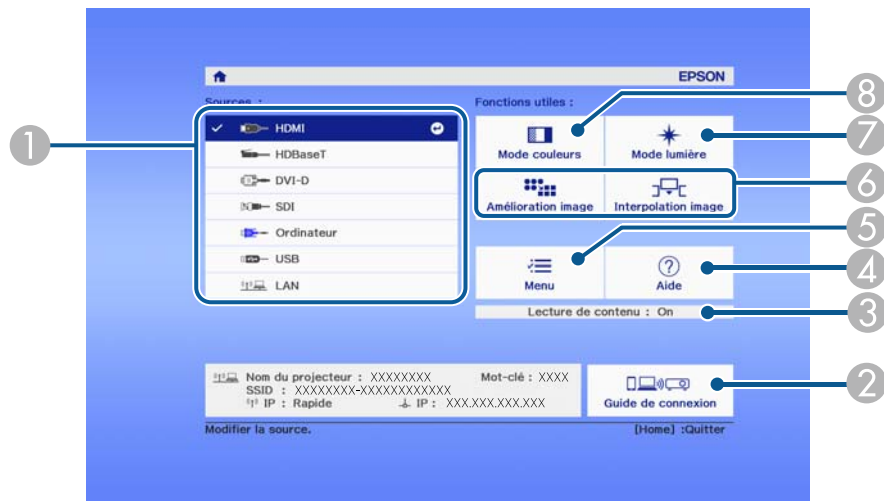 EPSON
Sources :
HDMI
HDBaseT
DVI-D
SDI
Ordinateur
USB
LAN
Fonctions utiles :
Mode couleurs
Mode lumière
Amélioration image
Interpolation image
Menu
Aide
Lecture de contenu : On
Nom du projecteur : XXXXXXXX Mot-clé : XXXX
SSID : XXXXXXXX-XXXXXXXXXXXX
IP : Rapide IP : XXX.XXX.XXX.XXX
Guide de connexion
Modifier la source.
[Home] :Quitter
1
8
7
6
5
4
3
2